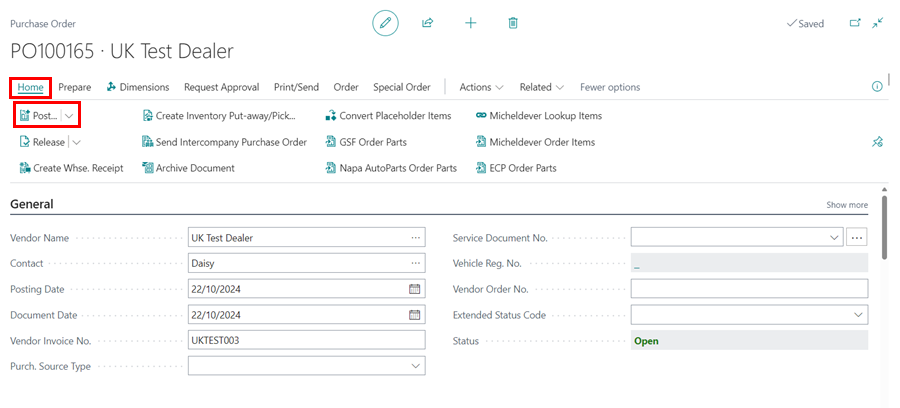 Purchase Order
Saved
PO100165 · UK Test Dealer
Home Prepare Dimensions Request Approval Print/Send Order Special Order Actions Related Fewer options
Post... Create Inventory Put-away/Pick... Convert Placeholder Items Micheldever Lookup Items
Release Send Intercompany Purchase Order GSF Order Parts Micheldever Order Items
Create Whse. Receipt Archive Document Napa AutoParts Order Parts ECP Order Parts
General Show more
Vendor Name UK Test Dealer Service Document No.
Contact Daisy Vehicle Reg. No. _
Posting Date 22/10/2024 Vendor Order No.
Document Date 22/10/2024 Extended Status Code
Vendor Invoice No. UKTEST003 Status Open
Purch. Source Type